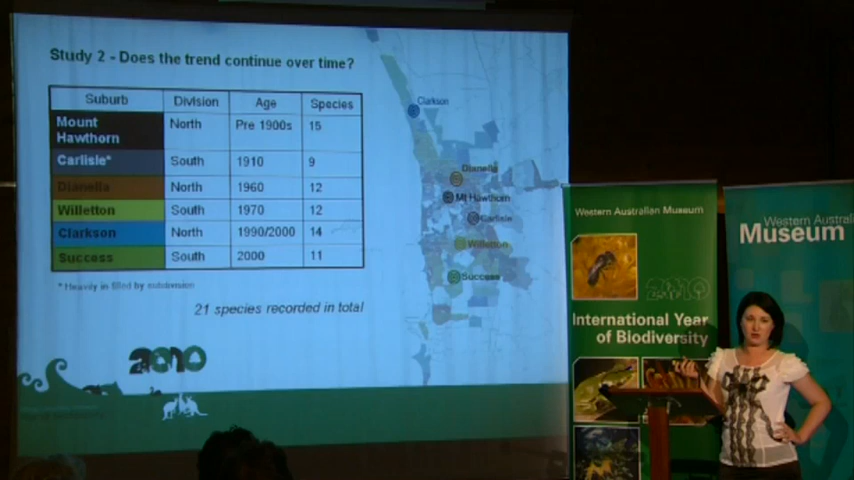 Study 2 - Does the trend continue over time?
Suburb Division Age Species
Mount Hawthorn North Pre 1900s 15
Carlisle* South 1910 9
Dianella North 1960 12
Willetton South 1970 12
Clarkson North 1990/2000 14
Success South 2000 11
* Heavily in filled by subdivision
21 species recorded in total
2010
Clarkson
Dianella
Mt Hawthorn
Carlisle
Willetton
Success
Western Australian Museum
2010
International Year
of Biodiversity
Western Australi
Museum